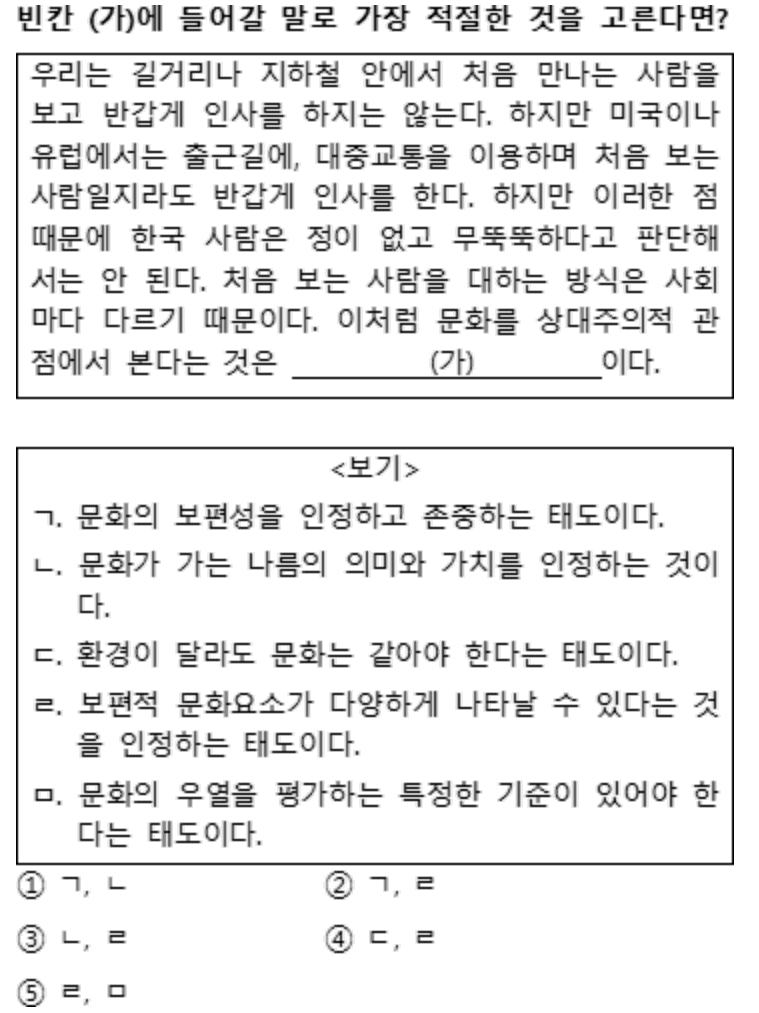 빈칸 (가)에 들어갈 말로 가장 적절한 것을 고른다면?
우리는 길거리나 지하철 안에서 처음 만나는 사람을
보고 반갑게 인사를 하지는 않는다. 하지만 미국이나
유럽에서는 출근길에, 대중교통을 이용하며 처음 보는
사람일지라도 반갑게 인사를 한다. 하지만 이러한 점
때문에 한국 사람은 정이 없고 무뚝뚝하다고 판단해
서는 안 된다. 처음 보는 사람을 대하는 방식은 사회
마다 다르기 때문이다. 이처럼 문화를 상대주의적 관
점에서 본다는 것은 ________(가)________이다.
<보기>
ㄱ. 문화의 보편성을 인정하고 존중하는 태도이다.
ㄴ. 문화가 가는 나름의 의미와 가치를 인정하는 것이
다.
ㄷ. 환경이 달라도 문화는 같아야 한다는 태도이다.
ㄹ. 보편적 문화요소가 다양하게 나타날 수 있다는 것
을 인정하는 태도이다.
ㅁ. 문화의 우열을 평가하는 특정한 기준이 있어야 한
다는 태도이다.
① ㄱ, ㄴ ② ㄱ, ㄹ
③ ㄴ, ㄹ ④ ㄷ, ㄹ
⑤ ㄹ, ㅁ